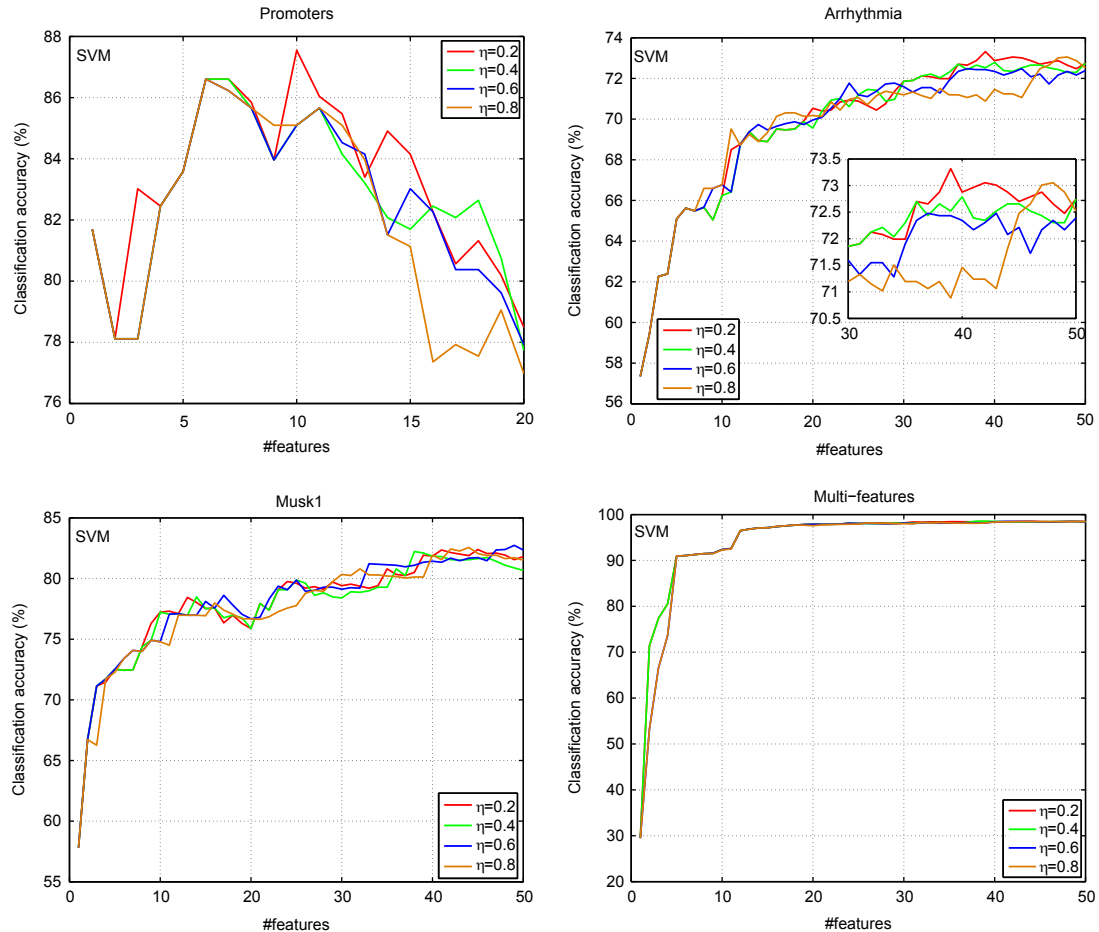 Promoters
SVM
η=0.2
η=0.4
η=0.6
η=0.8
Classification accuracy (%)
88
86
84
82
80
78
76
0 5 10 15 20
#features
Arrhythmia
SVM
Classification accuracy (%)
74
72
70
68
66
64
62
60
58
56
73.5
73
72.5
72
71.5
71
70.5
30 40 50
η=0.2
η=0.4
η=0.6
η=0.8
0 10 20 30 40 50
#features
Musk1
SVM
Classification accuracy (%)
85
80
75
70
65
60
55
η=0.2
η=0.4
η=0.6
η=0.8
0 10 20 30 40 50
#features
Multi−features
SVM
Classification accuracy (%)
100
90
80
70
60
50
40
30
20
η=0.2
η=0.4
η=0.6
η=0.8
0 10 20 30 40 50
#features